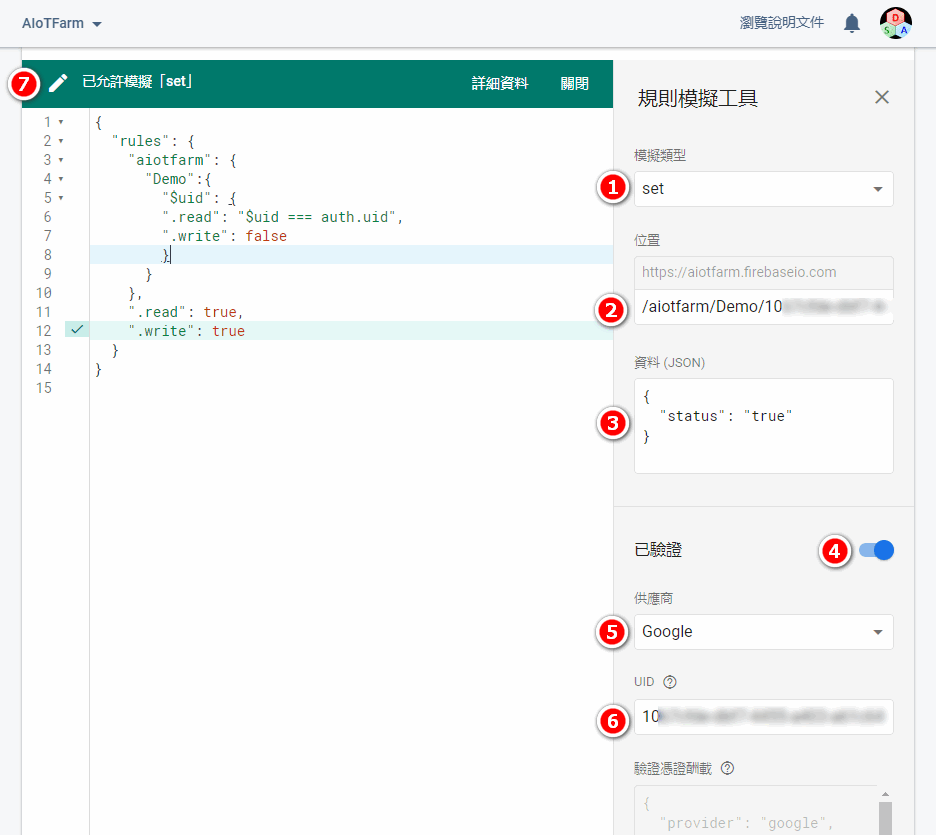 AIoTFarm
瀏覽說明文件
D
S A
7 已允許模擬「set」 詳細資料 關閉
1 {
2 "rules": {
3 "aiotfarm": {
4 "Demo":{
5 "$uid": {
6 ".read": "$uid === auth.uid",
7 ".write": false
8 }
9 }
10 },
11 ".read": true,
12 ".write": true
13 }
14 }
15
規則模擬工具
模擬類型
1 set
位置
https://aiotfarm.firebaseio.com
2 /aiotfarm/Demo/10
資料 (JSON)
{
3 "status": "true"
}
已驗證 4
供應商
5 Google
UID ?
6 10
驗證憑證酬載 ?
{
"provider": "google",